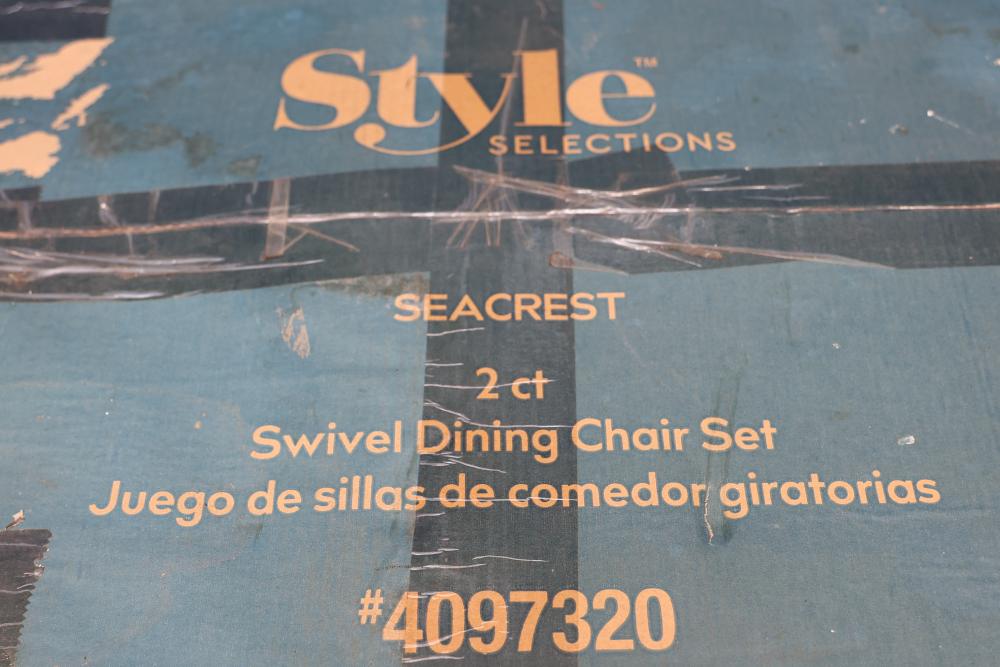 Style™
SELECTIONS
SEACREST
2 ct
Swivel Dining Chair Set
Juego de sillas de comedor giratorias
#4097320